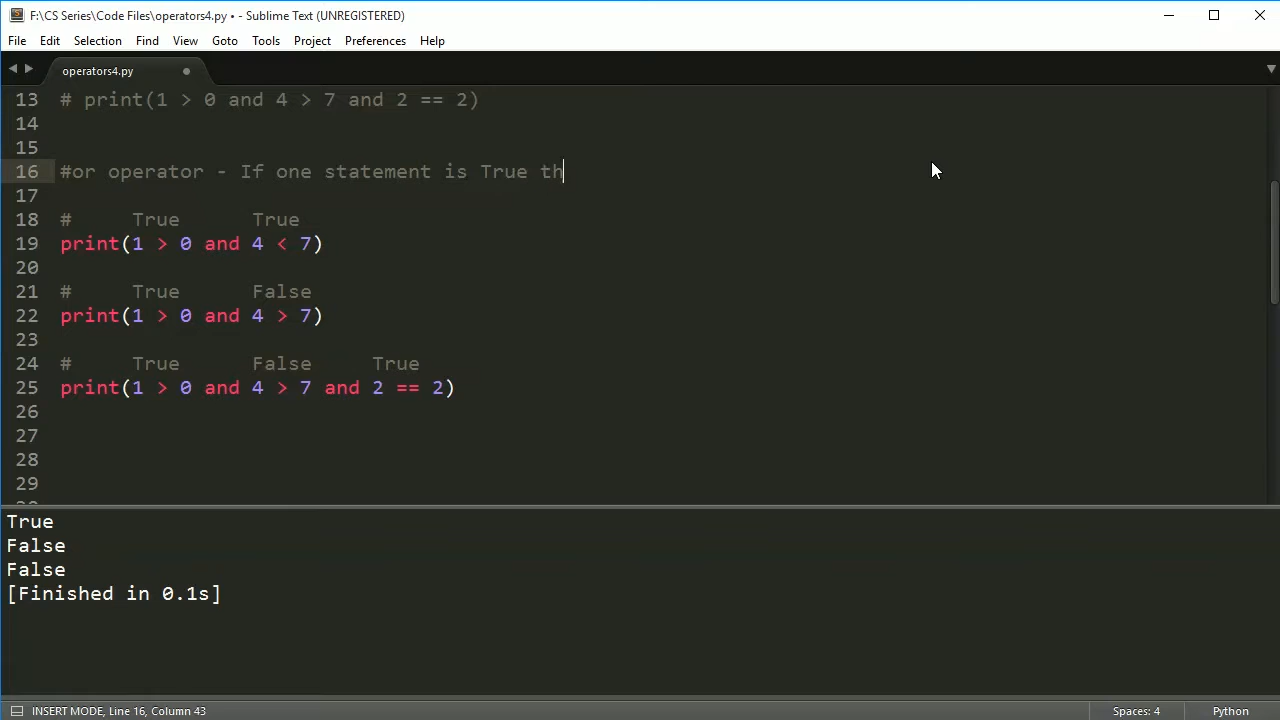 F:\CS Series\Code Files\operators4.py • - Sublime Text (UNREGISTERED)
File Edit Selection Find View Goto Tools Project Preferences Help
operators4.py
13 # print(1 > 0 and 4 > 7 and 2 == 2)
14
15
16 #or operator - If one statement is True th
17
18 #     True      True
19 print(1 > 0 and 4 < 7)
20
21 #     True      False
22 print(1 > 0 and 4 > 7)
23
24 #     True      False     True
25 print(1 > 0 and 4 > 7 and 2 == 2)
26
27
28
29
True
False
False
[Finished in 0.1s]
INSERT MODE, Line 16, Column 43 Spaces: 4 Python